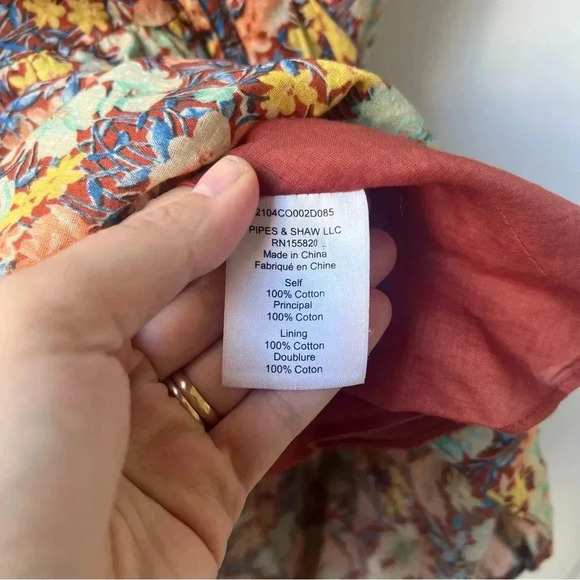 2104CO002D085
PIPES & SHAW LLC
RN155820
Made in China
Fabriqué en Chine
Self
100% Cotton
Principal
100% Coton
Lining
100% Cotton
Doublure
100% Coton